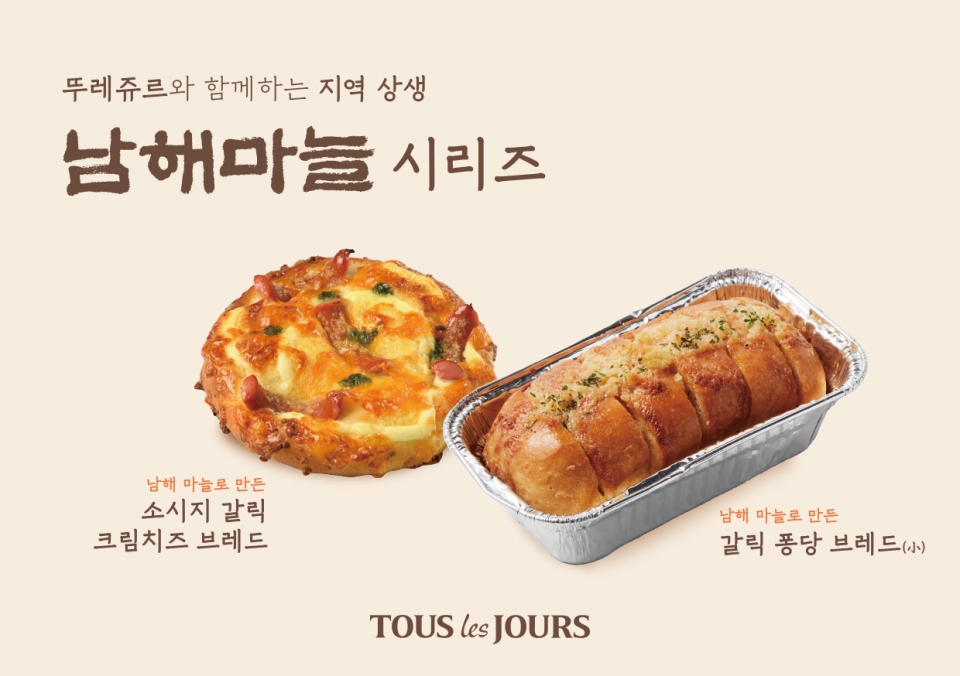 뚜레쥬르와 함께하는 지역 상생
남해마늘 시리즈
남해 마늘로 만든
소시지 갈릭
크림치즈 브레드
남해 마늘로 만든
갈릭 퐁당 브레드(小)
TOUS les JOURS